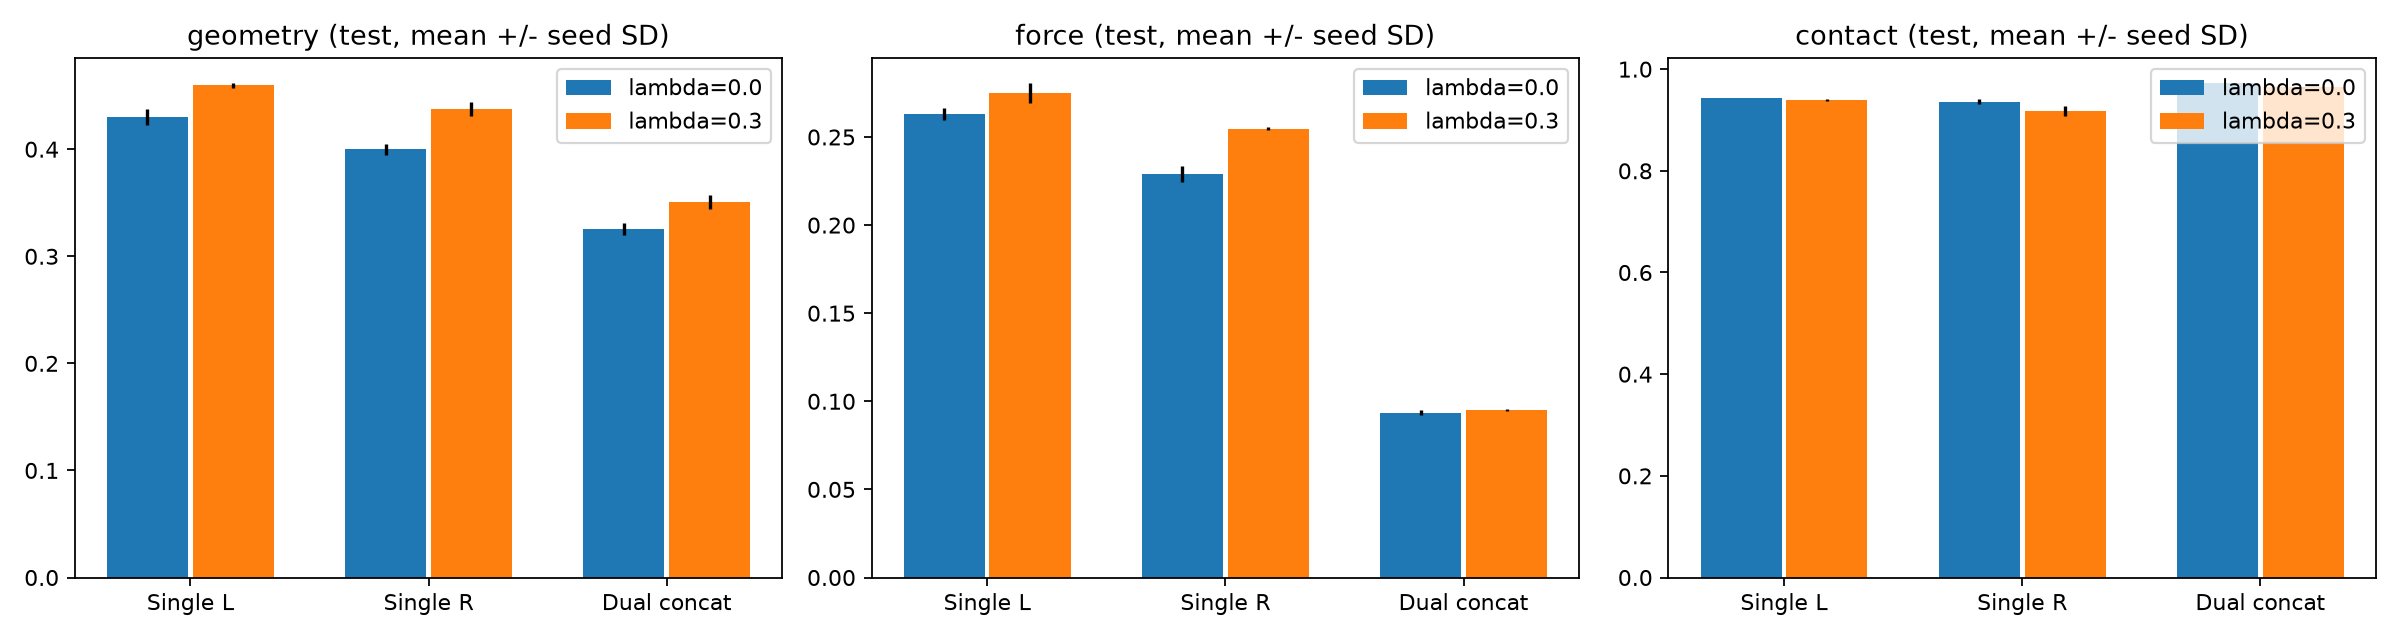 geometry (test, mean +/- seed SD)
lambda=0.0
lambda=0.3
0.4
0.3
0.2
0.1
0.0
Single L
Single R
Dual concat
force (test, mean +/- seed SD)
lambda=0.0
lambda=0.3
0.25
0.20
0.15
0.10
0.05
0.00
Single L
Single R
Dual concat
contact (test, mean +/- seed SD)
lambda=0.0
lambda=0.3
1.0
0.8
0.6
0.4
0.2
0.0
Single L
Single R
Dual concat